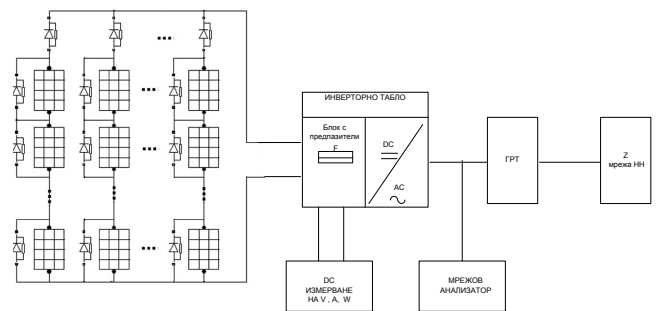 ИНВЕРТОРНО ТАБЛО
Блок с
предпазители
F
DC
AC
ГРТ
Z
мрежа НН
DC
ИЗМЕРВАНЕ
НА V , A, W
МРЕЖОВ
АНАЛИЗАТОР